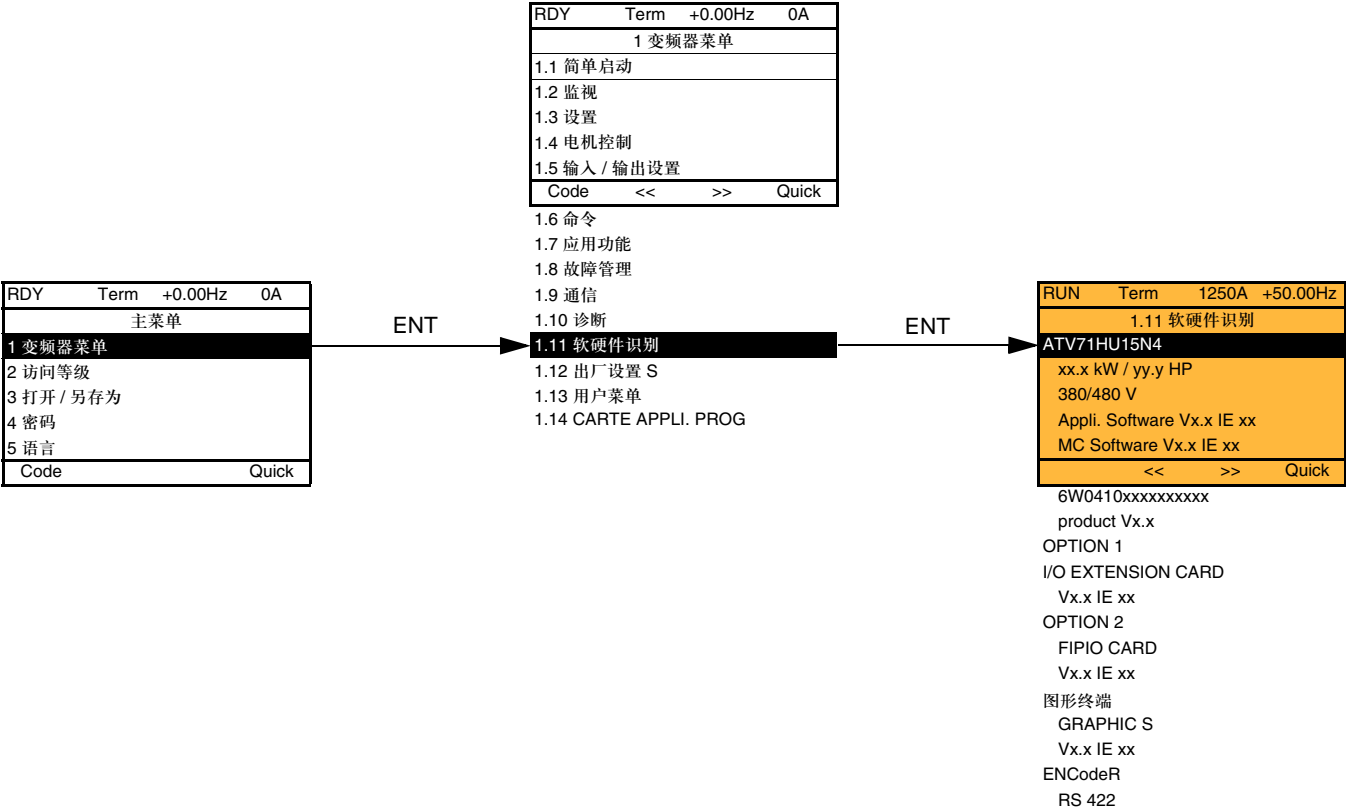 RDY Term +0.00Hz 0A
主菜单
1 变频器菜单
2 访问等级
3 打开 / 另存为
4 密码
5 语言
Code Quick
ENT
RDY Term +0.00Hz 0A
1 变频器菜单
1.1 简单启动
1.2 监视
1.3 设置
1.4 电机控制
1.5 输入 / 输出设置
Code << >> Quick
1.6 命令
1.7 应用功能
1.8 故障管理
1.9 通信
1.10 诊断
1.11 软硬件识别
1.12 出厂设置 S
1.13 用户菜单
1.14 CARTE APPLI. PROG
ENT
RUN Term 1250A +50.00Hz
1.11 软硬件识别
ATV71HU15N4
xx.x kW / yy.y HP
380/480 V
Appli. Software Vx.x IE xx
MC Software Vx.x IE xx
<< >> Quick
6W0410xxxxxxxxxx
product Vx.x
OPTION 1
I/O EXTENSION CARD
Vx.x IE xx
OPTION 2
FIPIO CARD
Vx.x IE xx
图形终端
GRAPHIC S
Vx.x IE xx
ENCodeR
RS 422